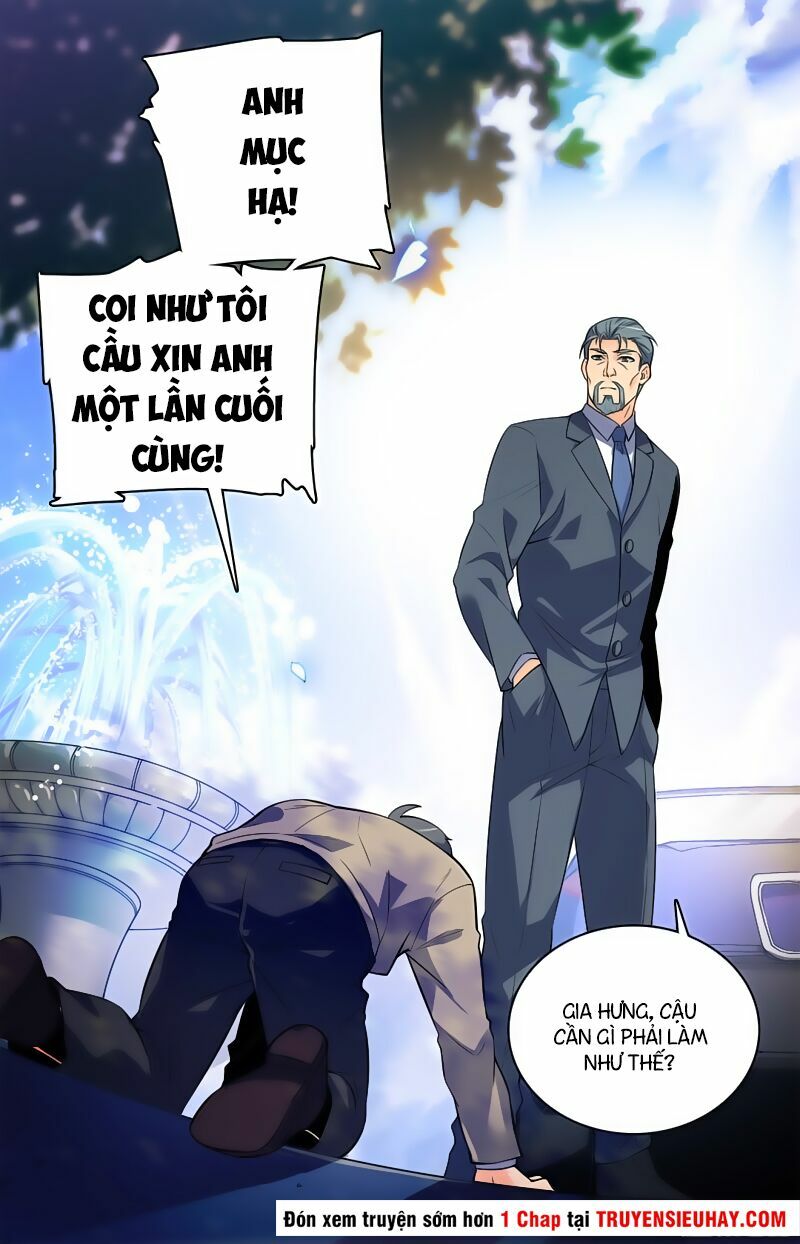 ANH
MỤC
HẠ!
COI NHƯ TÔI
CẦU XIN ANH
MỘT LẦN CUỐI
CÙNG!
GIA HƯNG, CẬU
CẦN GÌ PHẢI LÀM
NHƯ THẾ?
Đón xem truyện sớm hơn 1 Chap tại TRUYENSIEUHAY.COM